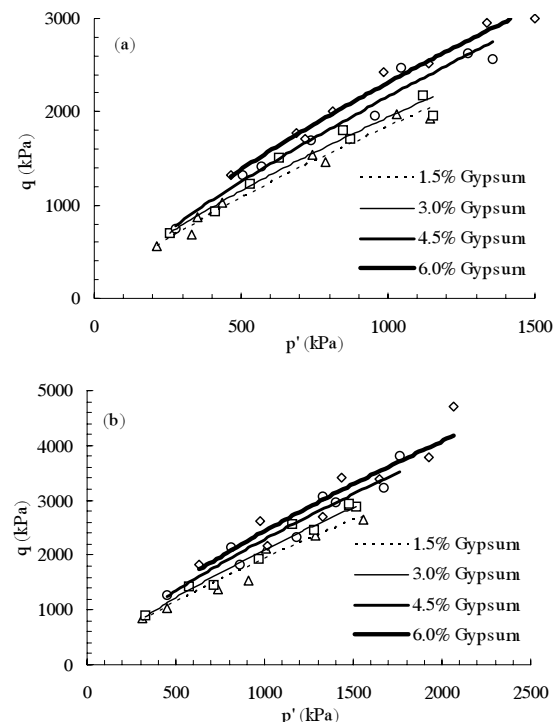 3000
(a)
2000
q (kPa)
1000
0
1.5% Gypsum
3.0% Gypsum
4.5% Gypsum
6.0% Gypsum
0 500 1000 1500
p' (kPa)
5000
(b)
4000
3000
q (kPa)
2000
1000
0
1.5% Gypsum
3.0% Gypsum
4.5% Gypsum
6.0% Gypsum
0 500 1000 1500 2000 2500
p' (kPa)